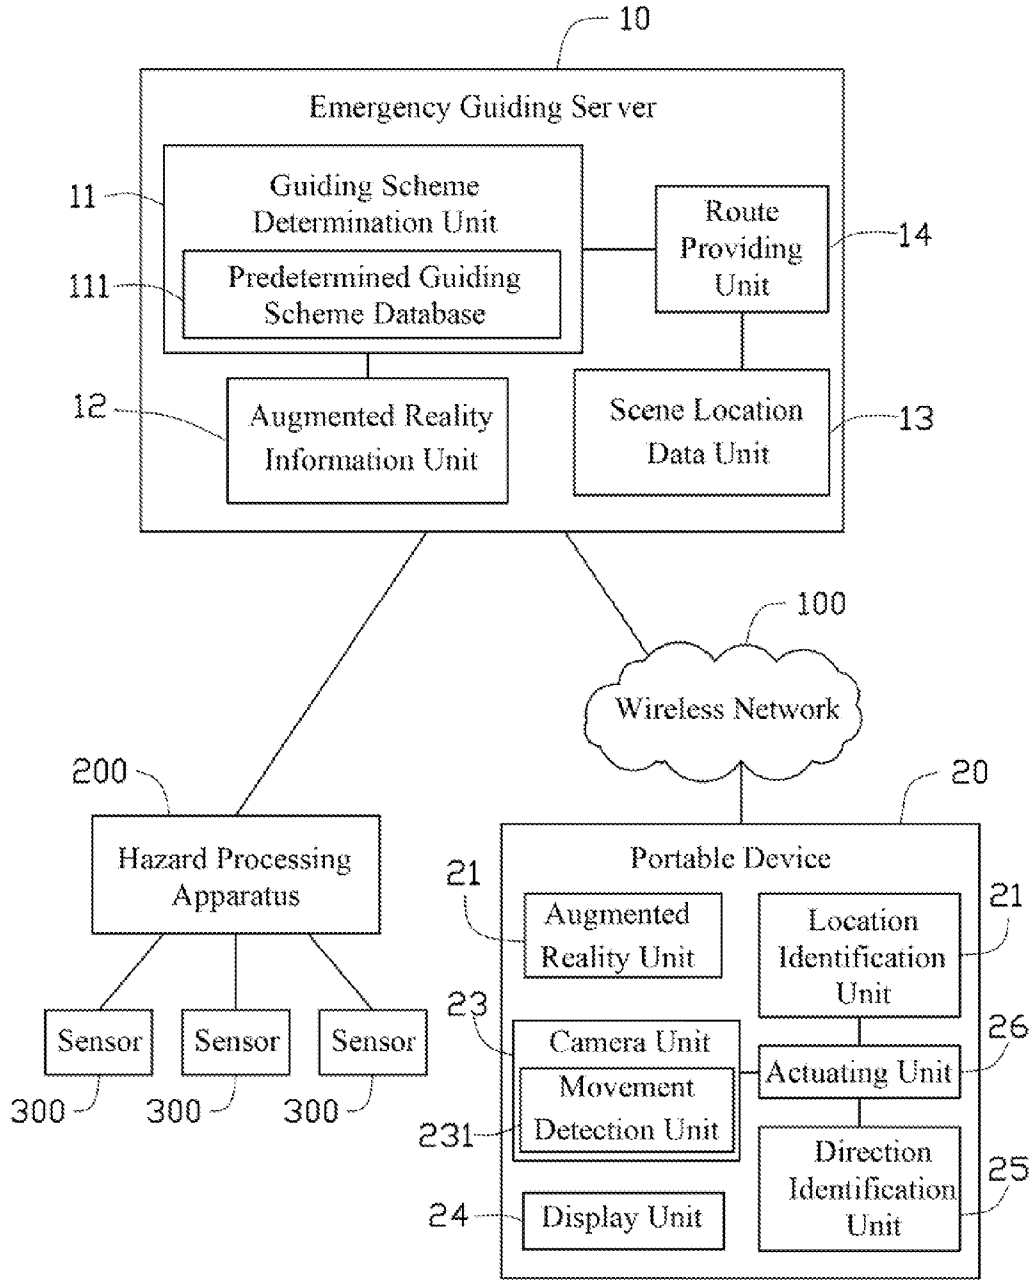 10
Emergency Guiding Server
11
Guiding Scheme
Determination Unit
111
Predetermined Guiding
Scheme Database
Route
Providing
Unit
14
12
Augmented Reality
Information Unit
Scene Location
Data Unit
13
100
Wireless Network
200
Hazard Processing
Apparatus
Sensor
Sensor
Sensor
300
300
300
20
Portable Device
21
Augmented
Reality Unit
21
Location
Identification
Unit
23
Camera Unit
231
Movement
Detection Unit
26
Actuating Unit
24
Display Unit
25
Direction
Identification
Unit